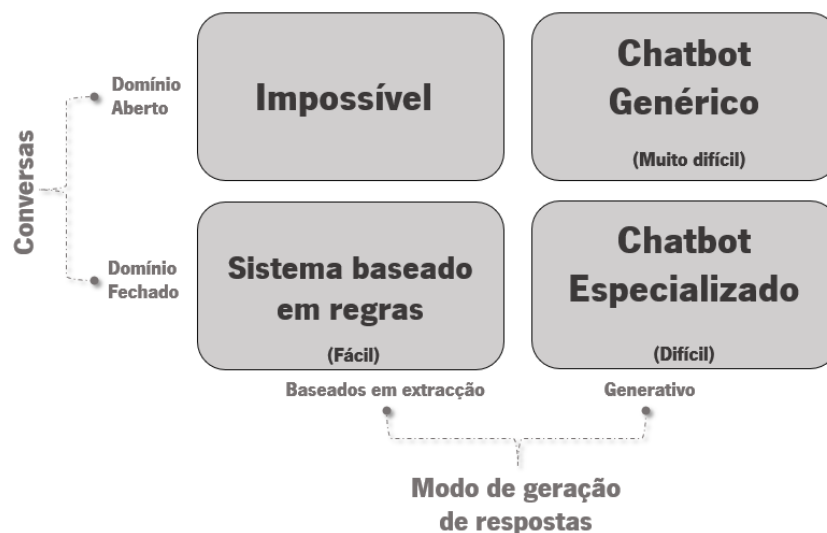 Conversas
Domínio
Aberto
Impossível
Chatbot
Genérico
(Muito difícil)
Domínio
Fechado
Sistema baseado
em regras
(Fácil)
Chatbot
Especializado
(Difícil)
Baseados em extracção
Generativo
Modo de geração
de respostas